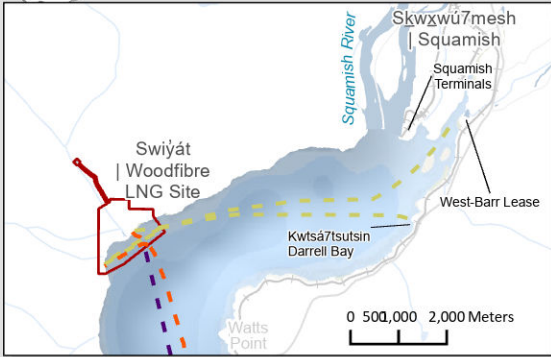 Sḵwx̱wú7mesh
| Squamish
Squamish River
Squamish
Terminals
Swiy̓át
| Woodfibre
LNG Site
West-Barr Lease
Kwtsá7tsutsin
Darrell Bay
0 500 1,000 2,000 Meters
Watts
Point